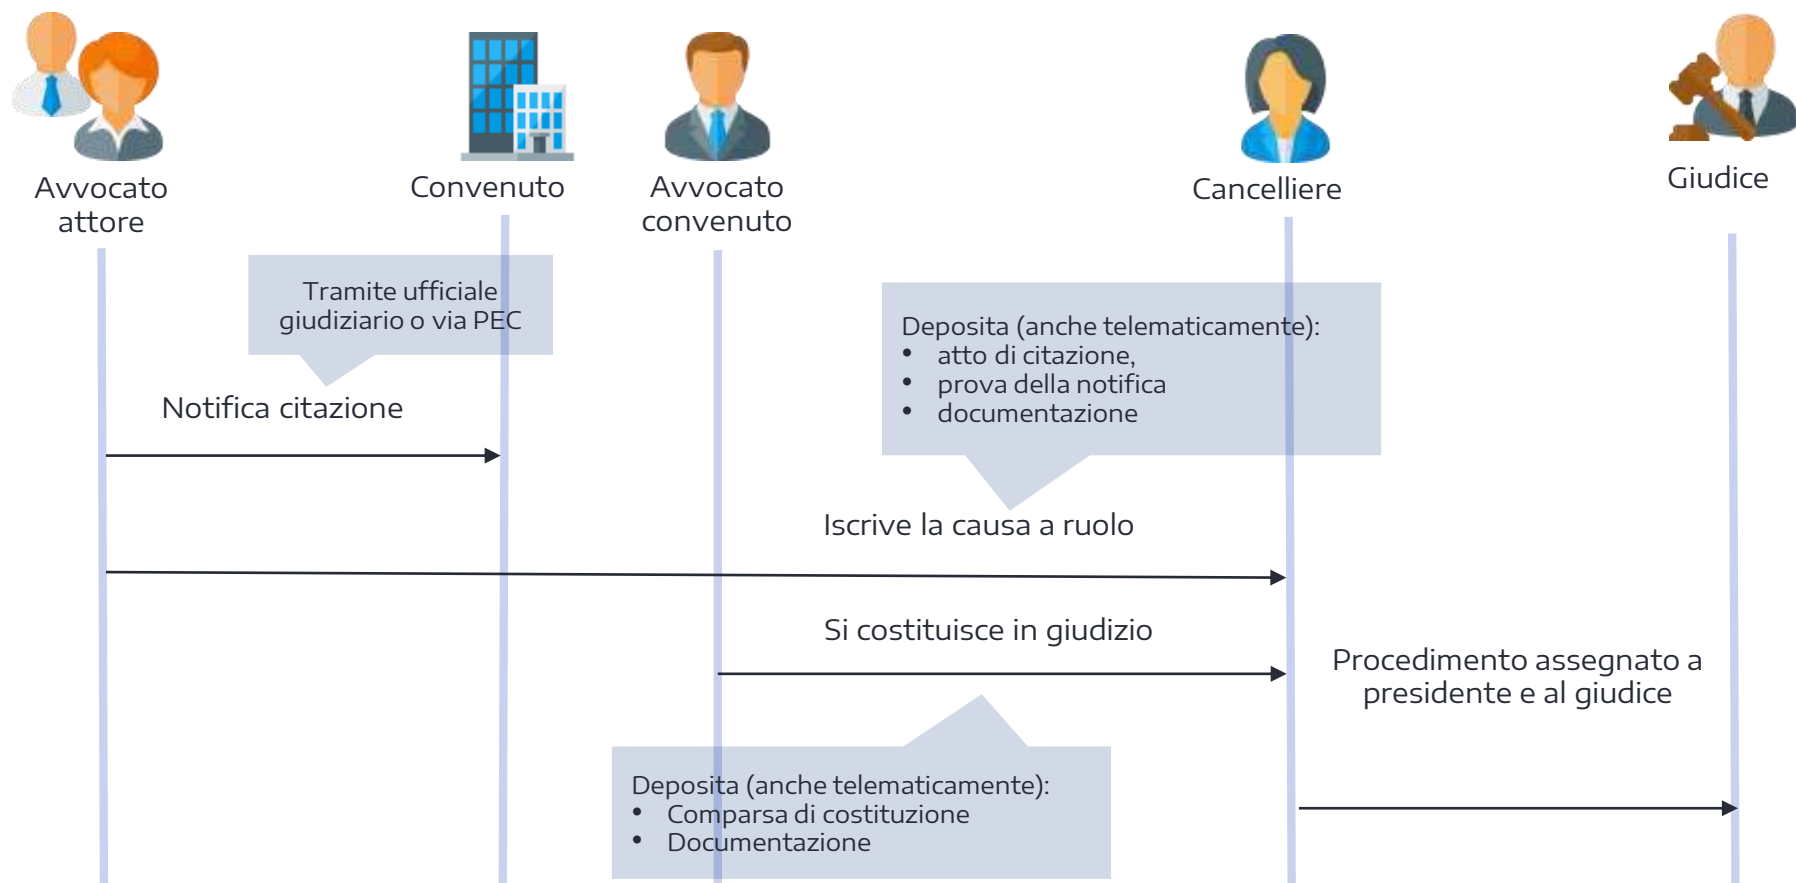 Avvocato
attore
Convenuto
Avvocato
convenuto
Cancelliere
Giudice
Tramite ufficiale
giudiziario o via PEC
Notifica citazione
Deposita (anche telematicamente):
• atto di citazione,
• prova della notifica
• documentazione
Iscrive la causa a ruolo
Si costituisce in giudizio
Procedimento assegnato a
presidente e al giudice
Deposita (anche telematicamente):
• Comparsa di costituzione
• Documentazione